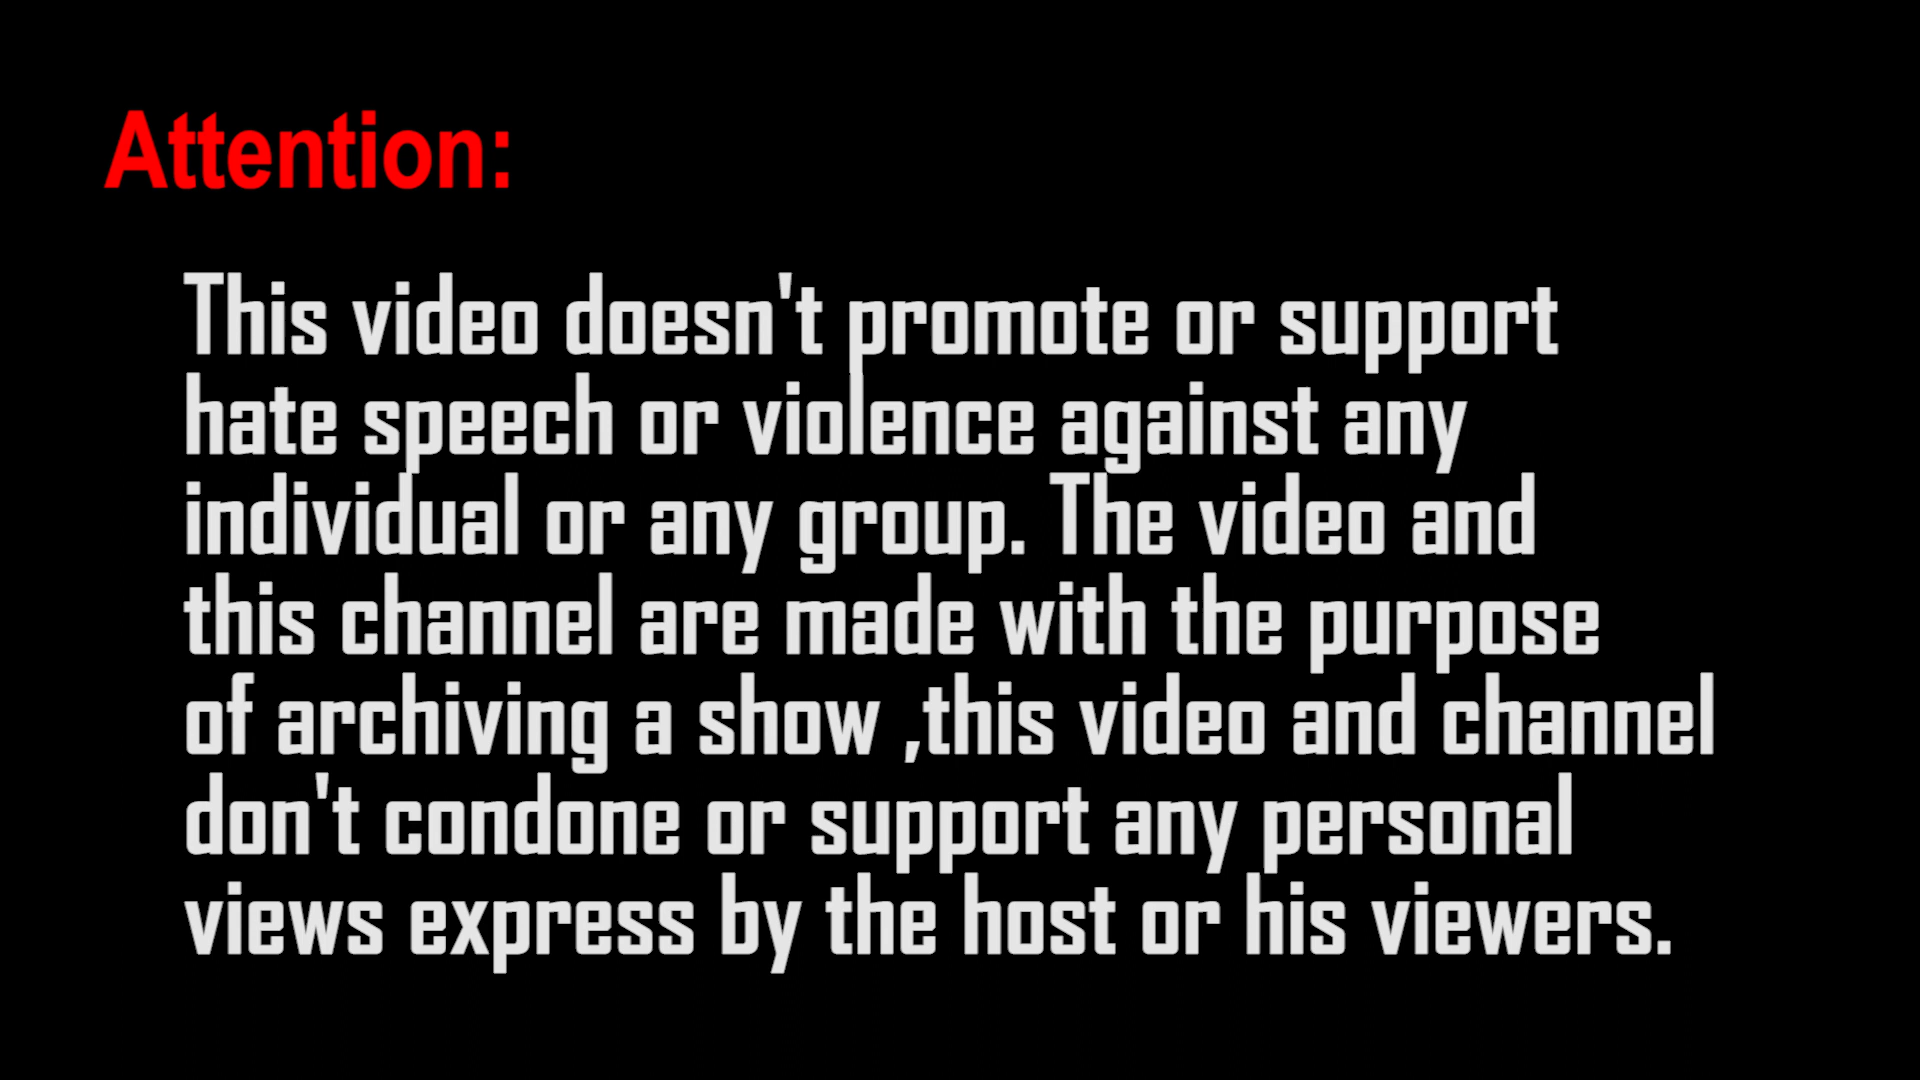 Attention:
This video doesn't promote or support
hate speech or violence against any
individual or any group. The video and
this channel are made with the purpose
of archiving a show ,this video and channel
don't condone or support any personal
views express by the host or his viewers.